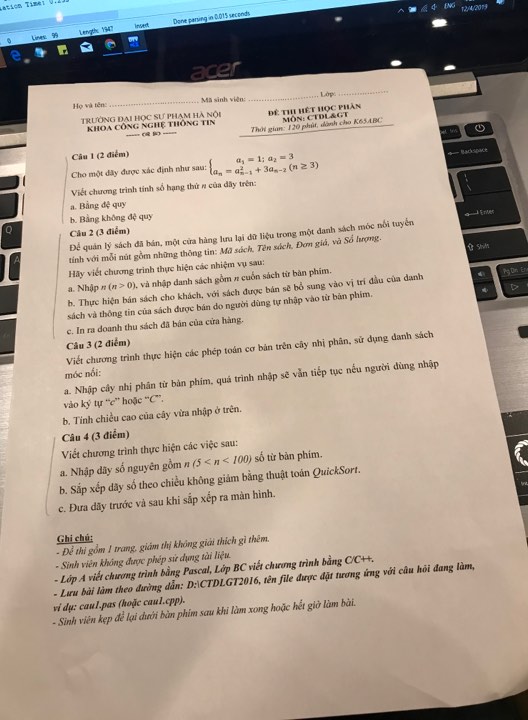 Lines: 99 Length: 1947 Insert Done parsing in 0.015 seconds
ENG 12/4/2019
acer
Backspace
Enter
Shift
Họ và tên: Mã sinh viên: Lớp:
TRƯỜNG ĐẠI HỌC SƯ PHẠM HÀ NỘI
KHOA CÔNG NGHỆ THÔNG TIN
ĐỀ THI HẾT HỌC PHẦN
MÔN: CTDL&GT
Thời gian: 120 phút, dành cho K65ABC
Câu 1 (2 điểm)
Cho một dãy được xác định như sau: { a₁ = 1; a₂ = 3
aₙ = a²ₙ₋₁ + 3aₙ₋₂ (n ≥ 3)
Viết chương trình tính số hạng thứ n của dãy trên:
a. Bằng đệ quy
b. Bằng không đệ quy
Câu 2 (3 điểm)
Để quản lý sách đã bán, một cửa hàng lưu lại dữ liệu trong một danh sách móc nối tuyến
tính với mỗi nút gồm những thông tin: Mã sách, Tên sách, Đơn giá, và Số lượng.
Hãy viết chương trình thực hiện các nhiệm vụ sau:
a. Nhập n (n > 0), và nhập danh sách gồm n cuốn sách từ bàn phím.
b. Thực hiện bán sách cho khách, với sách được bán sẽ bổ sung vào vị trí đầu của danh
sách và thông tin của sách được bán do người dùng tự nhập vào từ bàn phím.
c. In ra doanh thu sách đã bán của cửa hàng.
Câu 3 (2 điểm)
Viết chương trình thực hiện các phép toán cơ bản trên cây nhị phân, sử dụng danh sách
móc nối:
a. Nhập cây nhị phân từ bàn phím, quá trình nhập sẽ vẫn tiếp tục nếu người dùng nhập
vào ký tự "c" hoặc "C".
b. Tính chiều cao của cây vừa nhập ở trên.
Câu 4 (3 điểm)
Viết chương trình thực hiện các việc sau:
a. Nhập dãy số nguyên gồm n (5 < n < 100) số từ bàn phím.
b. Sắp xếp dãy số theo chiều không giảm bằng thuật toán QuickSort.
c. Đưa dãy trước và sau khi sắp xếp ra màn hình.
Ghi chú:
- Đề thi gồm 1 trang, giám thị không giải thích gì thêm.
- Sinh viên không được phép sử dụng tài liệu.
- Lớp A viết chương trình bằng Pascal, Lớp BC viết chương trình bằng C/C++.
- Lưu bài làm theo đường dẫn: D:\CTDLGT2016, tên file được đặt tương ứng với câu hỏi đang làm,
ví dụ: cau1.pas (hoặc cau1.cpp).
- Sinh viên kẹp đề lại dưới bàn phím sau khi làm xong hoặc hết giờ làm bài.